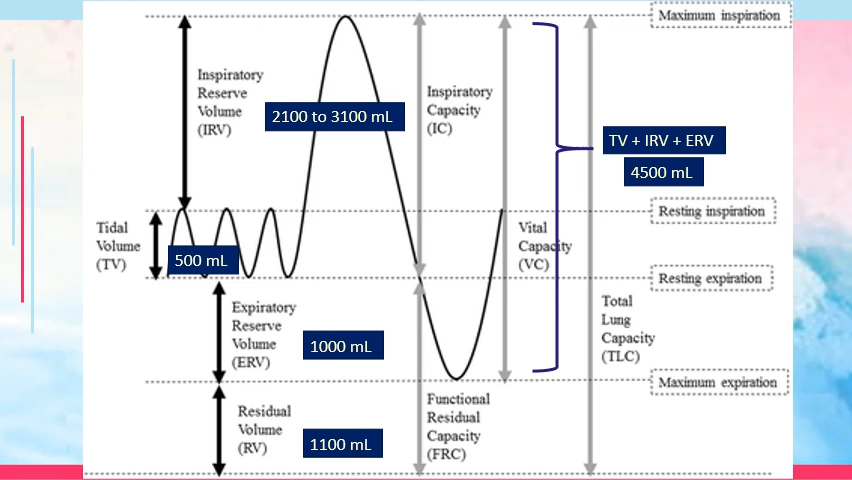 Maximum inspiration
Inspiratory
Reserve
Volume
(IRV)
2100 to 3100 mL
Inspiratory
Capacity
(IC)
TV + IRV + ERV
4500 mL
Resting inspiration
Tidal
Volume
(TV)
500 mL
Vital
Capacity
(VC)
Resting expiration
Expiratory
Reserve
Volume
(ERV)
1000 mL
Total
Lung
Capacity
(TLC)
Maximum expiration
Residual
Volume
(RV)
1100 mL
Functional
Residual
Capacity
(FRC)